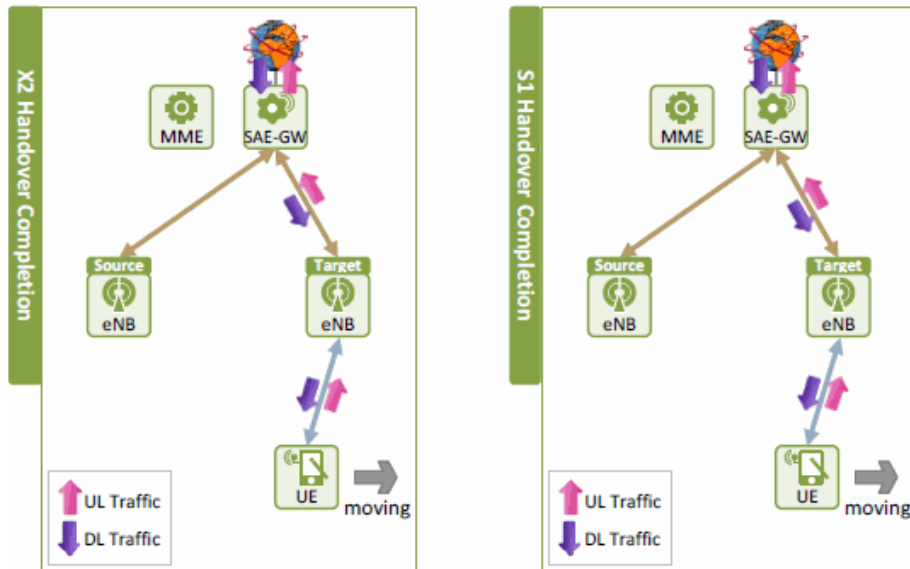 X2 Handover Completion
MME
SAE-GW
Source
eNB
Target
eNB
UE
moving
UL Traffic
DL Traffic
S1 Handover Completion
MME
SAE-GW
Source
eNB
Target
eNB
UE
moving
UL Traffic
DL Traffic